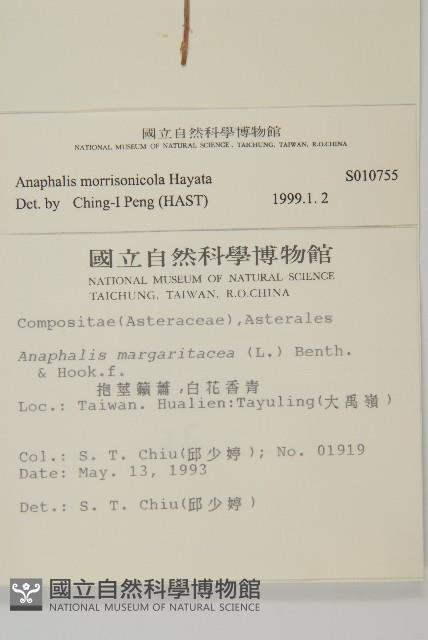 國立自然科學博物館
NATIONAL MUSEUM OF NATURAL SCIENCE, TAICHUNG, TAIWAN, R.O.CHINA
Anaphalis morrisonicola Hayata S010755
Det. by Ching-I Peng (HAST) 1999.1. 2
國立自然科學博物館
NATIONAL MUSEUM OF NATURAL SCIENCE
TAICHUNG, TAIWAN, R.O.CHINA
Compositae(Asteraceae),Asterales
Anaphalis margaritacea (L.) Benth.
& Hook.f.
抱莖籟蕭,白花香青
Loc.: Taiwan. Hualien:Tayuling(大禹嶺)
Col.: S. T. Chiu(邱少婷); No. 01919
Date: May. 13, 1993
Det.: S. T. Chiu(邱少婷)
國立自然科學博物館
NATIONAL MUSEUM OF NATURAL SCIENCE